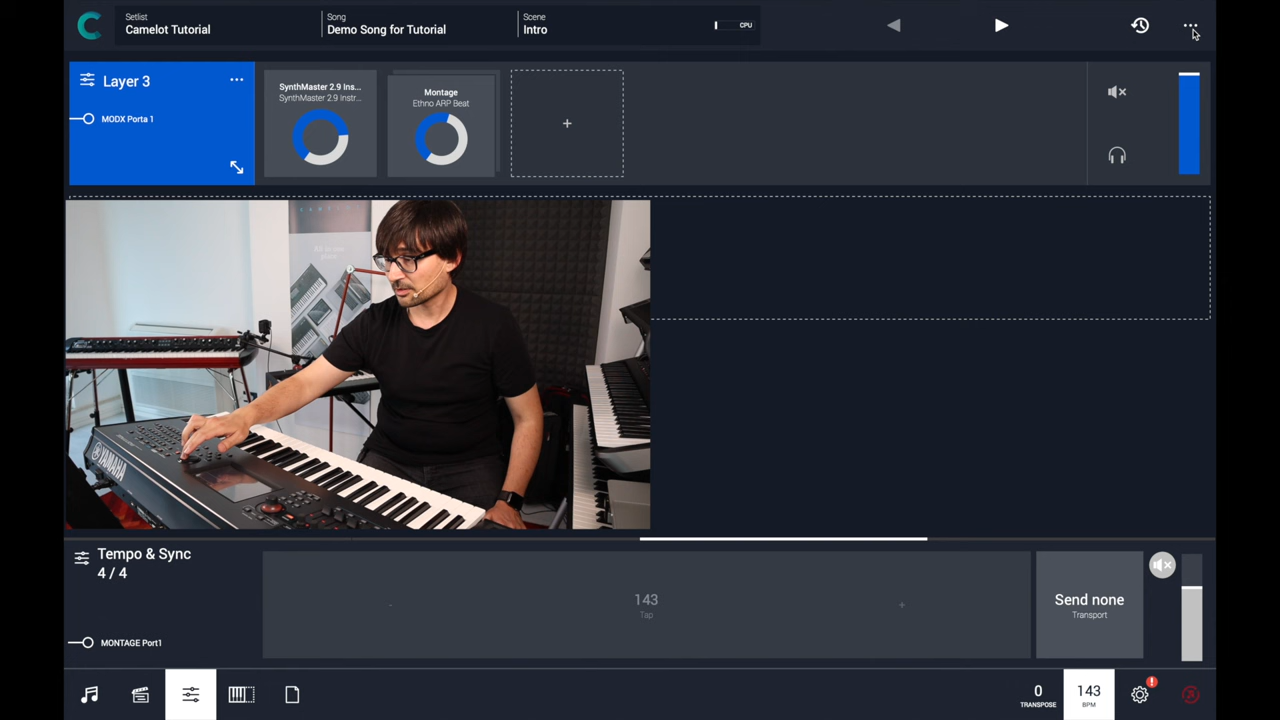 Setlist
Camelot Tutorial
Song
Demo Song for Tutorial
Scene
Intro
CPU
Layer 3
MODX Porta 1
SynthMaster 2.9 Ins...
SynthMaster 2.9 Instr...
Montage
Ethno ARP Beat
+
YAMAHA
Tempo & Sync
4 / 4
MONTAGE Port1
-
143
Tap
+
Send none
Transport
0
TRANSPOSE
143
BPM